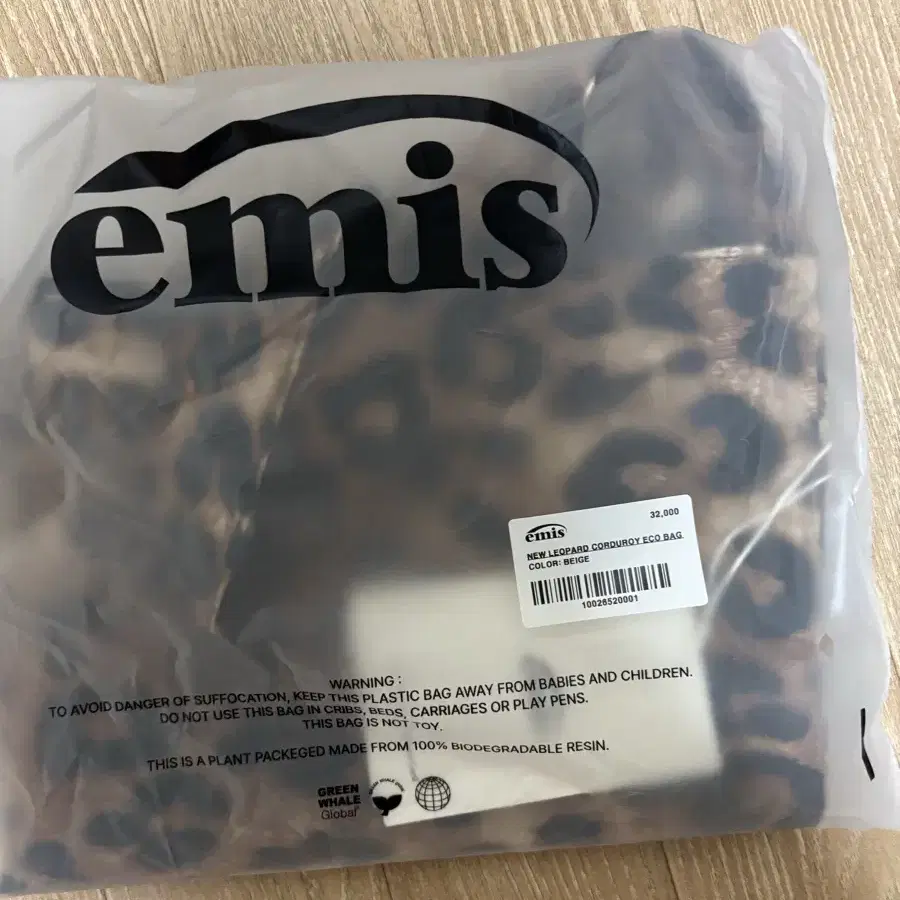 emis
emis
32,000
NEW LEOPARD CORDUROY ECO BAG
COLOR: BEIGE
10026520001
WARNING :
TO AVOID DANGER OF SUFFOCATION, KEEP THIS PLASTIC BAG AWAY FROM BABIES AND CHILDREN.
DO NOT USE THIS BAG IN CRIBS, BEDS, CARRIAGES OR PLAY PENS.
THIS BAG IS NOT TOY.
THIS IS A PLANT PACKEGED MADE FROM 100% BIODEGRADABLE RESIN.
GREEN
WHALE
Global